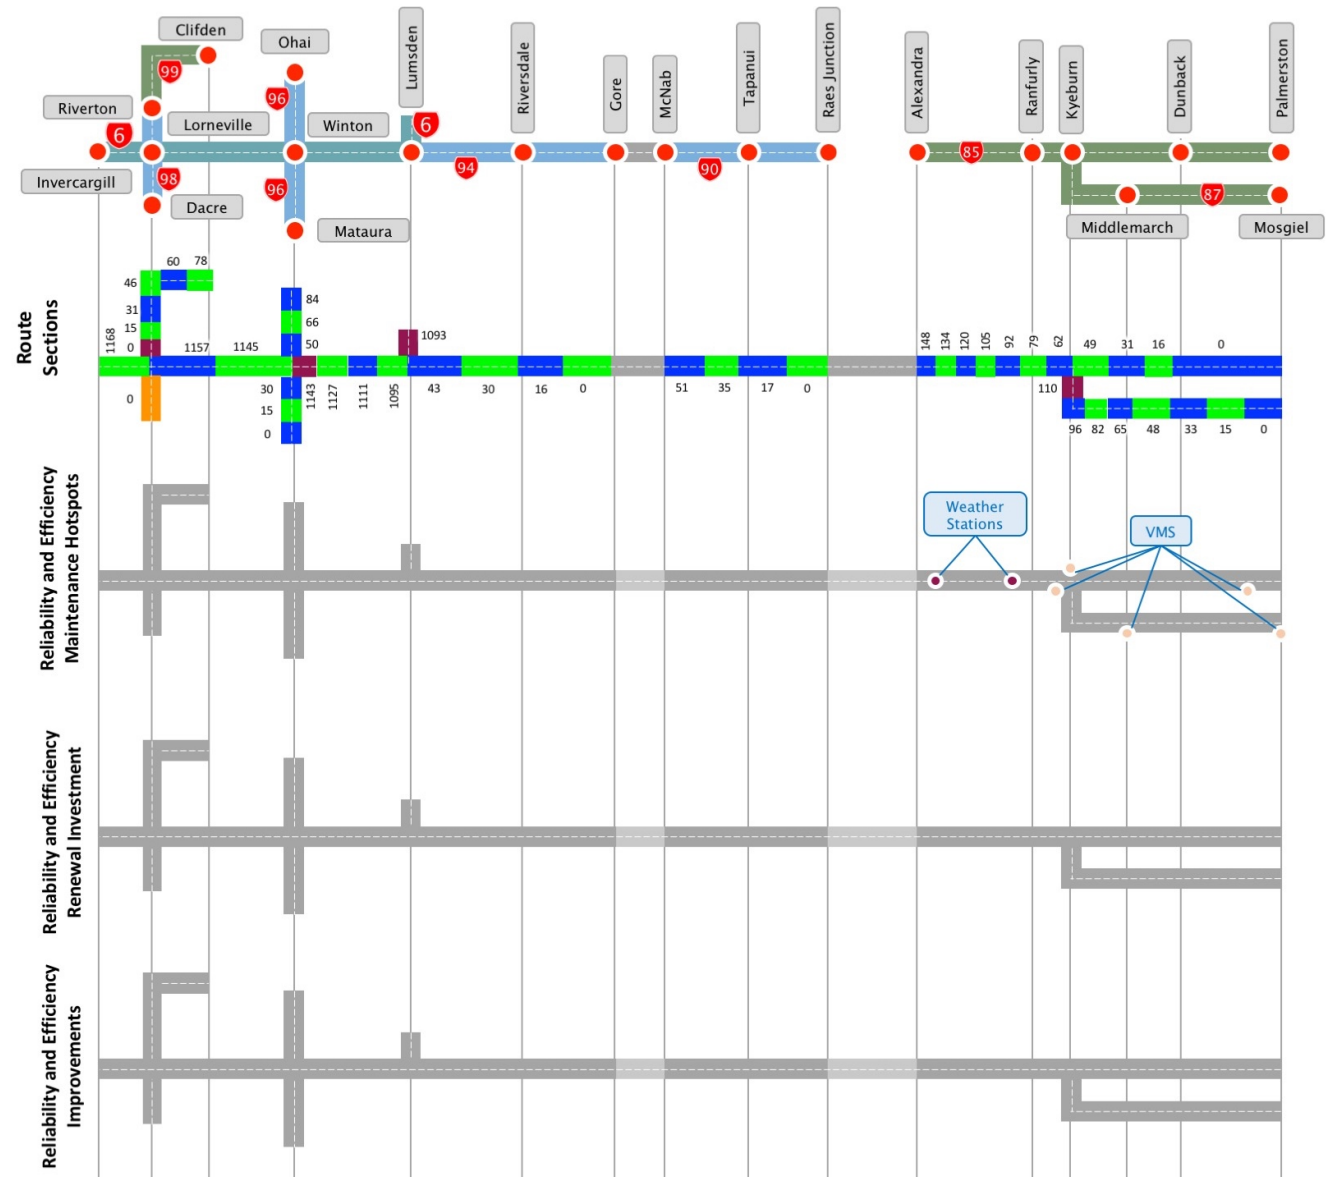 Clifden
Ohai
Lumsden
Riversdale
Gore
McNab
Tapanui
Raes Junction
Alexandra
Ranfurly
Kyeburn
Dunback
Palmerston
99
96
Riverton
Lorneville
Winton
6
6
94
90
85
Invercargill
98
96
87
Dacre
Mataura
Middlemarch
Mosgiel
Route
Sections
60
78
46
31
15
0
1168
1157
1145
84
66
50
1093
148
134
120
105
92
79
62
49
31
16
0
0
30
15
0
1143
1127
1111
1095
43
30
16
0
51
35
17
0
110
96
82
65
48
33
15
0
Reliability and Efficiency
Maintenance Hotspots
Weather
Stations
VMS
Reliability and Efficiency
Renewal Investment
Reliability and Efficiency
Improvements